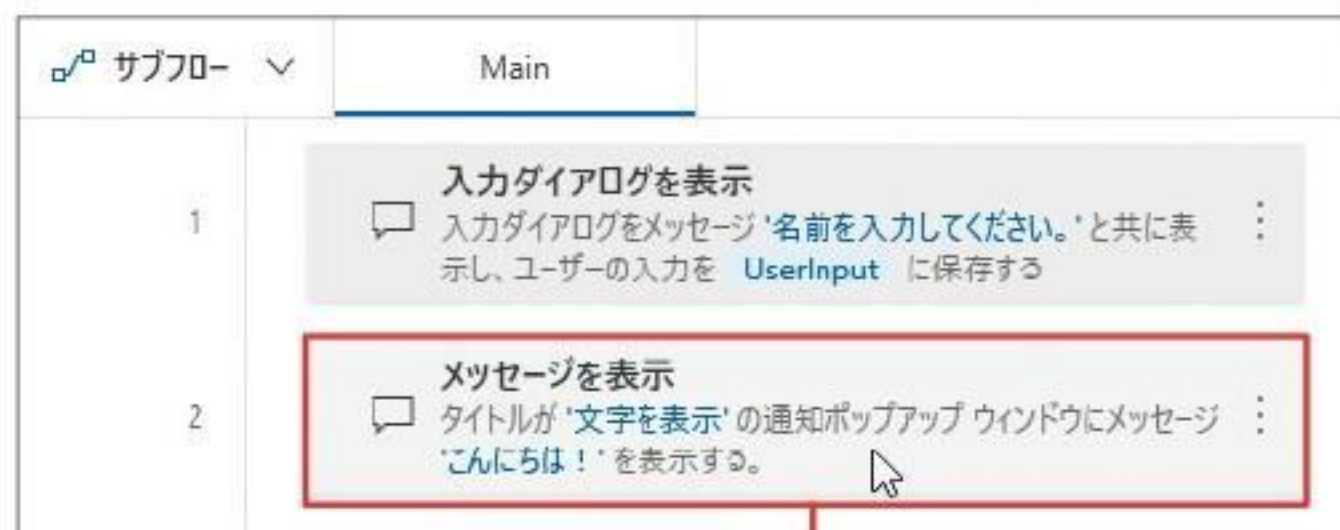 サブフロー
Main
1
入力ダイアログを表示
入力ダイアログをメッセージ '名前を入力してください。' と共に表
示し、ユーザーの入力を UserInput に保存する
2
メッセージを表示
タイトルが '文字を表示' の通知ポップアップ ウィンドウにメッセージ
'こんにちは！' を表示する。